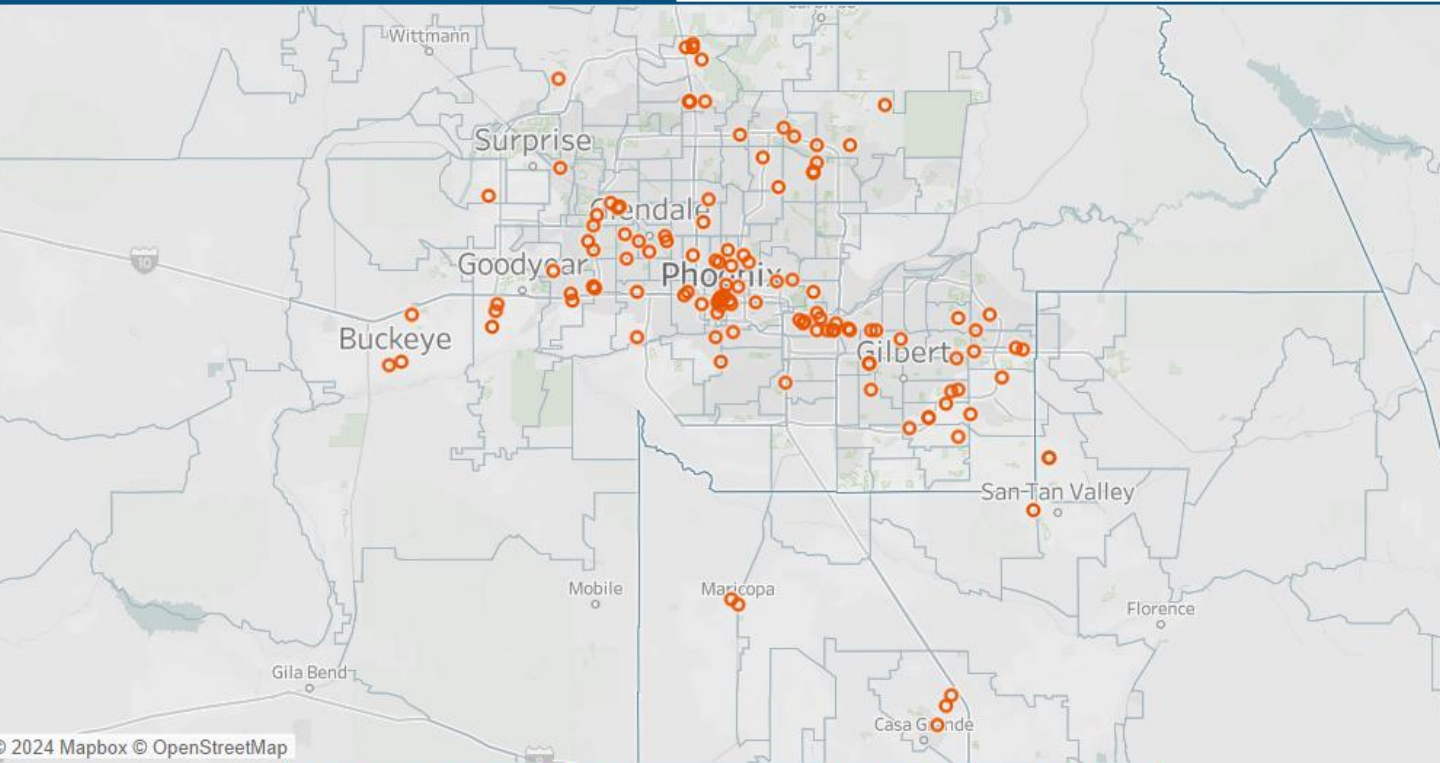 Wittmann
Surprise
Glendale
10
Goodyear
Phoenix
Buckeye
Gilbert
San Tan Valley
Mobile
Maricopa
Florence
Gila Bend
Casa Grande
© 2024 Mapbox © OpenStreetMap